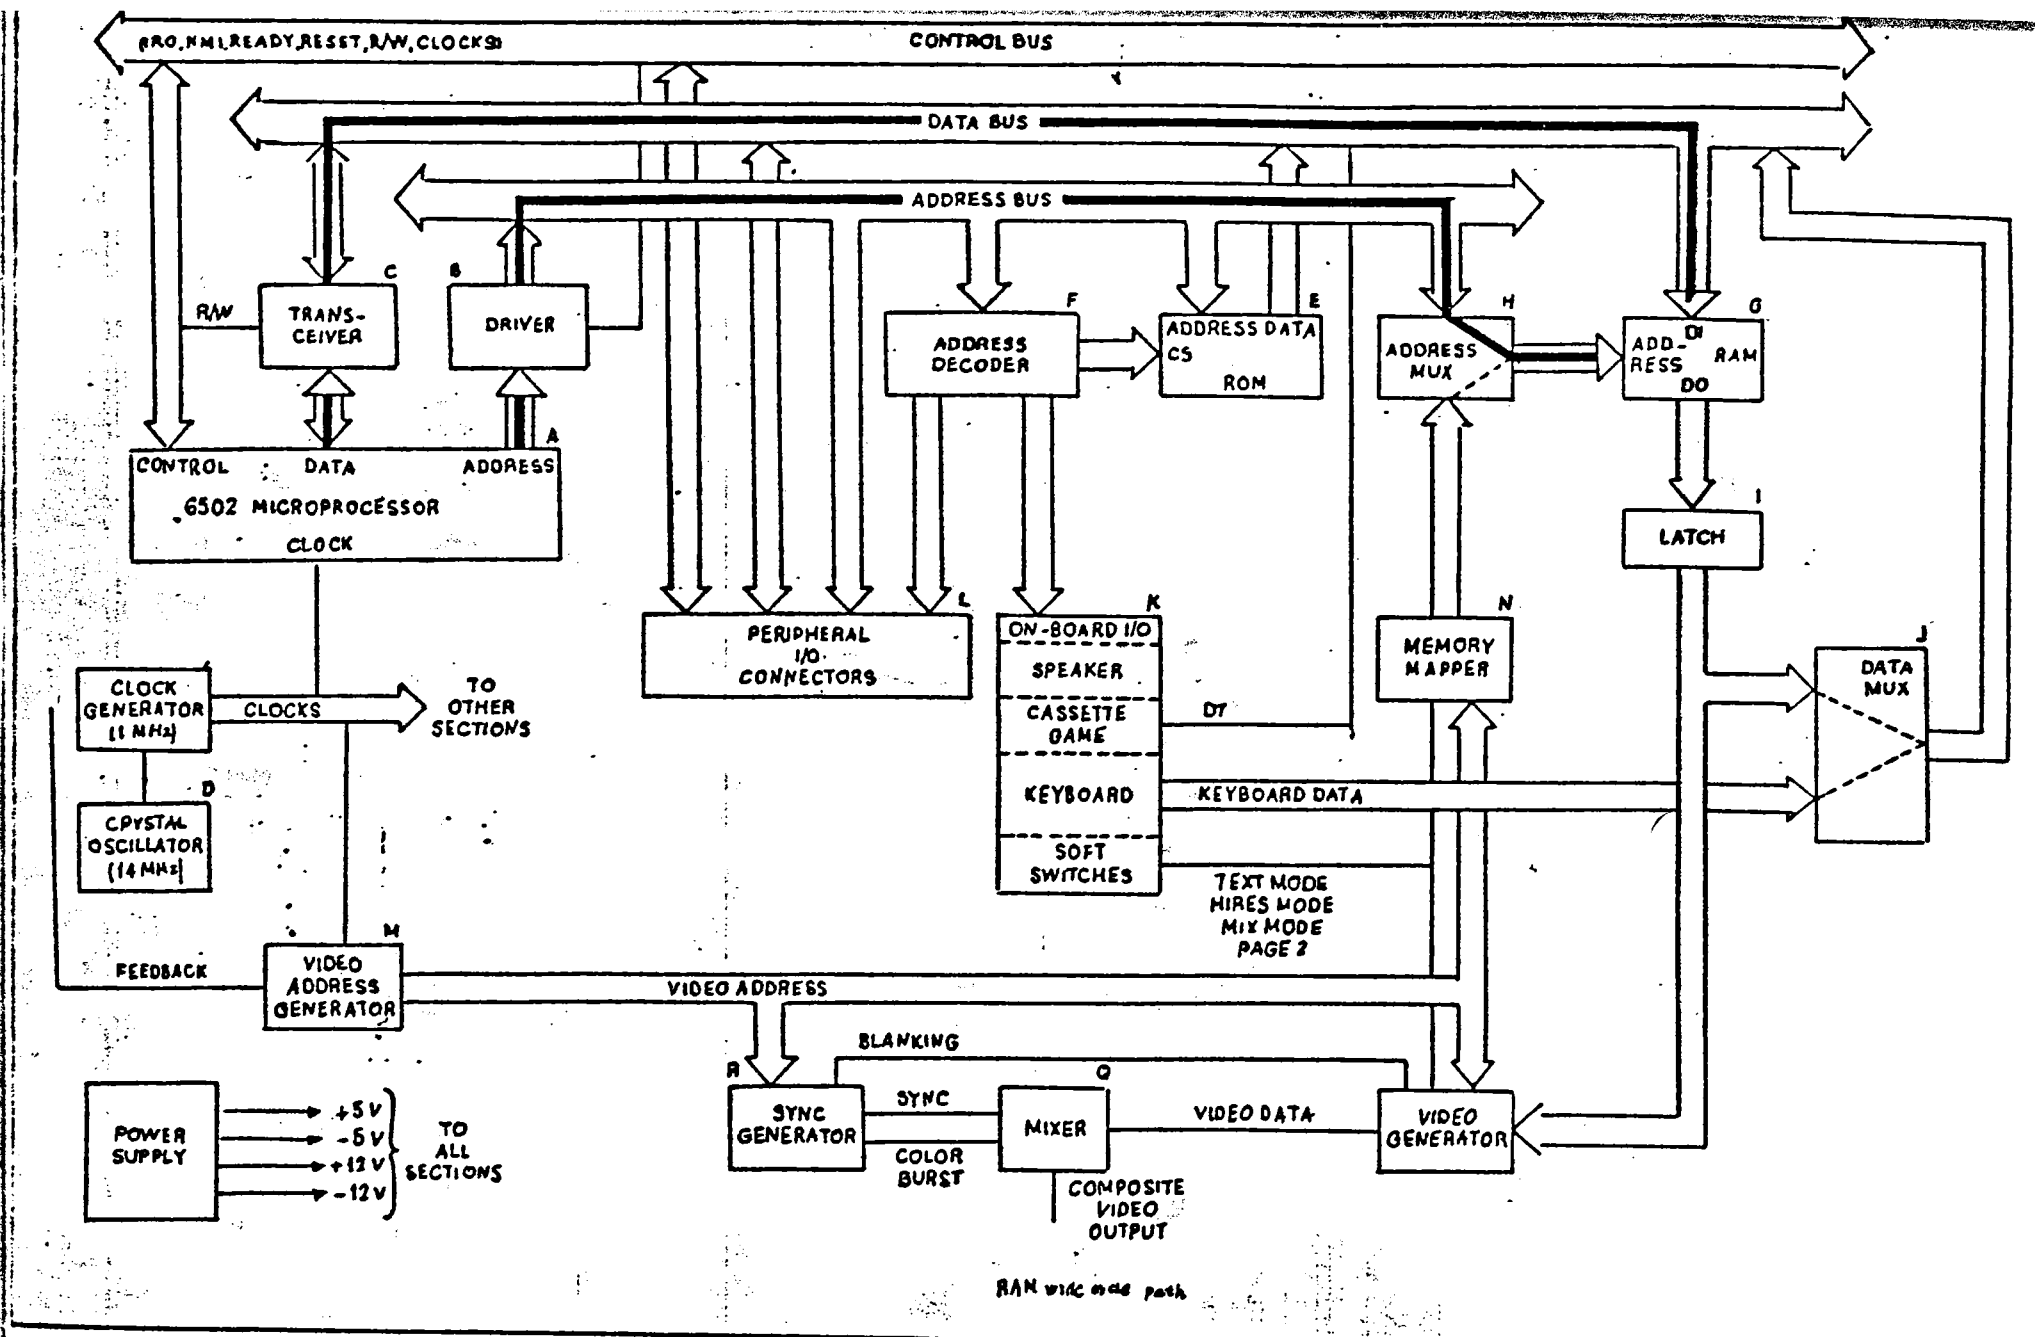 (IRQ,NMI,READY,RESET,R/W,CLOCKS)
CONTROL BUS
DATA BUS
ADDRESS BUS
C
B
R/W
TRANS-
CEIVER
DRIVER
F
ADDRESS
DECODER
E
ADDRESS DATA
CS
ROM
H
ADDRESS
MUX
G
DI
ADD-
RESS
RAM
DO
A
CONTROL
DATA
ADDRESS
6502 MICROPROCESSOR
CLOCK
I
LATCH
L
PERIPHERAL
I/O
CONNECTORS
K
ON-BOARD I/O
SPEAKER
CASSETTE
GAME
KEYBOARD
SOFT
SWITCHES
D7
KEYBOARD DATA
TEXT MODE
HIRES MODE
MIX MODE
PAGE 2
N
MEMORY
MAPPER
J
DATA
MUX
CLOCK
GENERATOR
(1 MHz)
CLOCKS
TO
OTHER
SECTIONS
D
CRYSTAL
OSCILLATOR
(14 MHz)
FEEDBACK
M
VIDEO
ADDRESS
GENERATOR
VIDEO ADDRESS
BLANKING
R
SYNC
GENERATOR
SYNC
COLOR
BURST
Q
MIXER
VIDEO DATA
VIDEO
GENERATOR
COMPOSITE
VIDEO
OUTPUT
POWER
SUPPLY
+5V
-5V
+12V
-12V
TO
ALL
SECTIONS
RAM path